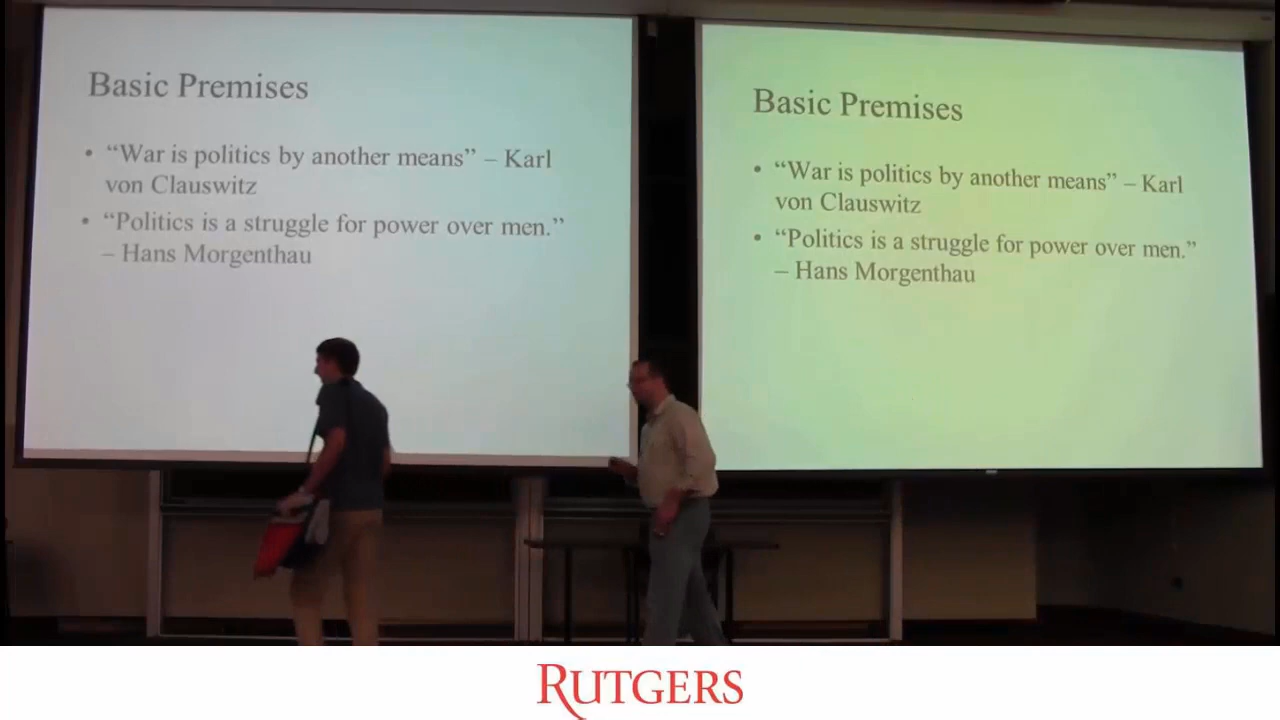 Basic Premises
• “War is politics by another means” – Karl
von Clauswitz
• “Politics is a struggle for power over men.”
– Hans Morgenthau
Basic Premises
• “War is politics by another means” – Karl
von Clauswitz
• “Politics is a struggle for power over men.”
– Hans Morgenthau
RUTGERS